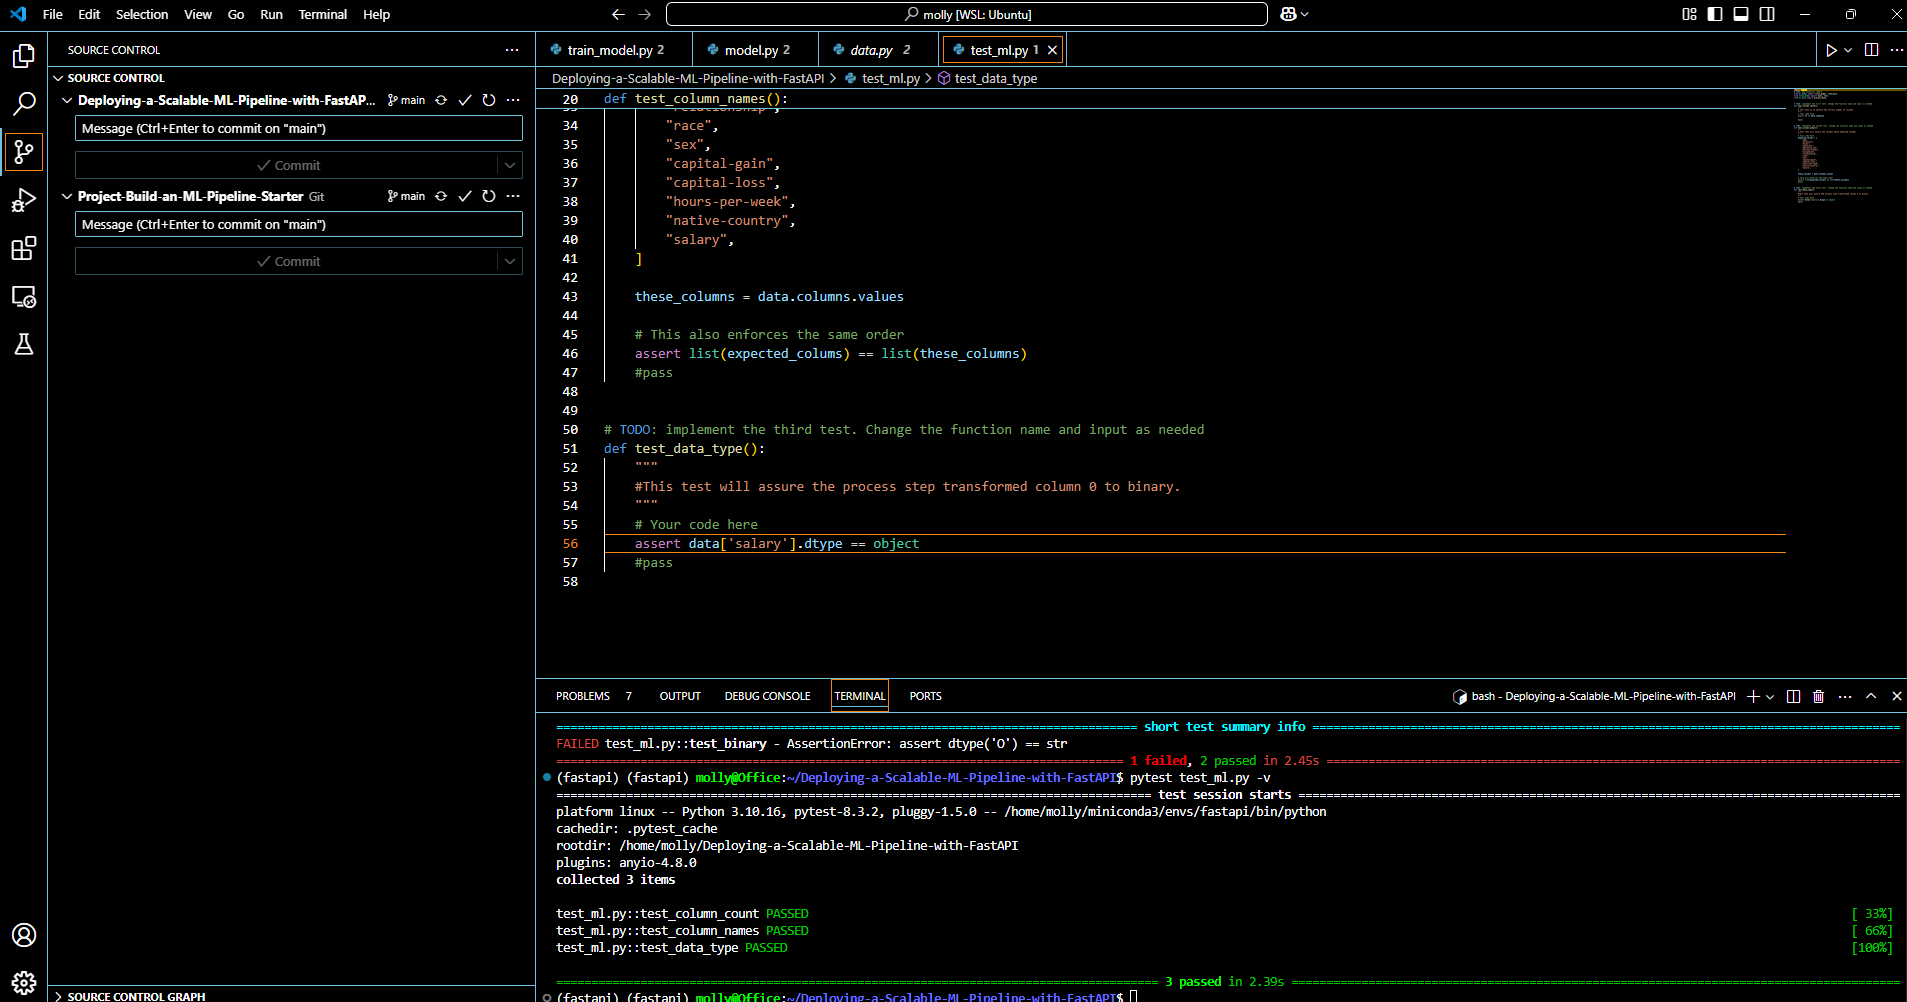 File Edit Selection View Go Run Terminal Help
molly [WSL: Ubuntu]
SOURCE CONTROL
SOURCE CONTROL
Deploying-a-Scalable-ML-Pipeline-with-FastAP... main
Message (Ctrl+Enter to commit on "main")
Commit
Project-Build-an-ML-Pipeline-Starter Git main
Message (Ctrl+Enter to commit on "main")
Commit
SOURCE CONTROL GRAPH
train_model.py 2 model.py 2 data.py 2 test_ml.py 1
Deploying-a-Scalable-ML-Pipeline-with-FastAPI > test_ml.py > test_data_type
20 def test_column_names():
34 "race",
35 "sex",
36 "capital-gain",
37 "capital-loss",
38 "hours-per-week",
39 "native-country",
40 "salary",
41 ]
42
43 these_columns = data.columns.values
44
45 # This also enforces the same order
46 assert list(expected_colums) == list(these_columns)
47 #pass
48
49
50 # TODO: implement the third test. Change the function name and input as needed
51 def test_data_type():
52 """
53 #This test will assure the process step transformed column 0 to binary.
54 """
55 # Your code here
56 assert data['salary'].dtype == object
57 #pass
58
PROBLEMS 7 OUTPUT DEBUG CONSOLE TERMINAL PORTS
bash - Deploying-a-Scalable-ML-Pipeline-with-FastAPI
short test summary info
FAILED test_ml.py::test_binary - AssertionError: assert dtype('O') == str
1 failed, 2 passed in 2.45s
(fastapi) (fastapi) molly@Office:~/Deploying-a-Scalable-ML-Pipeline-with-FastAPI$ pytest test_ml.py -v
test session starts
platform linux -- Python 3.10.16, pytest-8.3.2, pluggy-1.5.0 -- /home/molly/miniconda3/envs/fastapi/bin/python
cachedir: .pytest_cache
rootdir: /home/molly/Deploying-a-Scalable-ML-Pipeline-with-FastAPI
plugins: anyio-4.8.0
collected 3 items
test_ml.py::test_column_count PASSED [ 33%]
test_ml.py::test_column_names PASSED [ 66%]
test_ml.py::test_data_type PASSED [100%]
3 passed in 2.39s
(fastapi) (fastapi) molly@Office:~/Deploying-a-Scalable-ML-Pipeline-with-FastAPI$